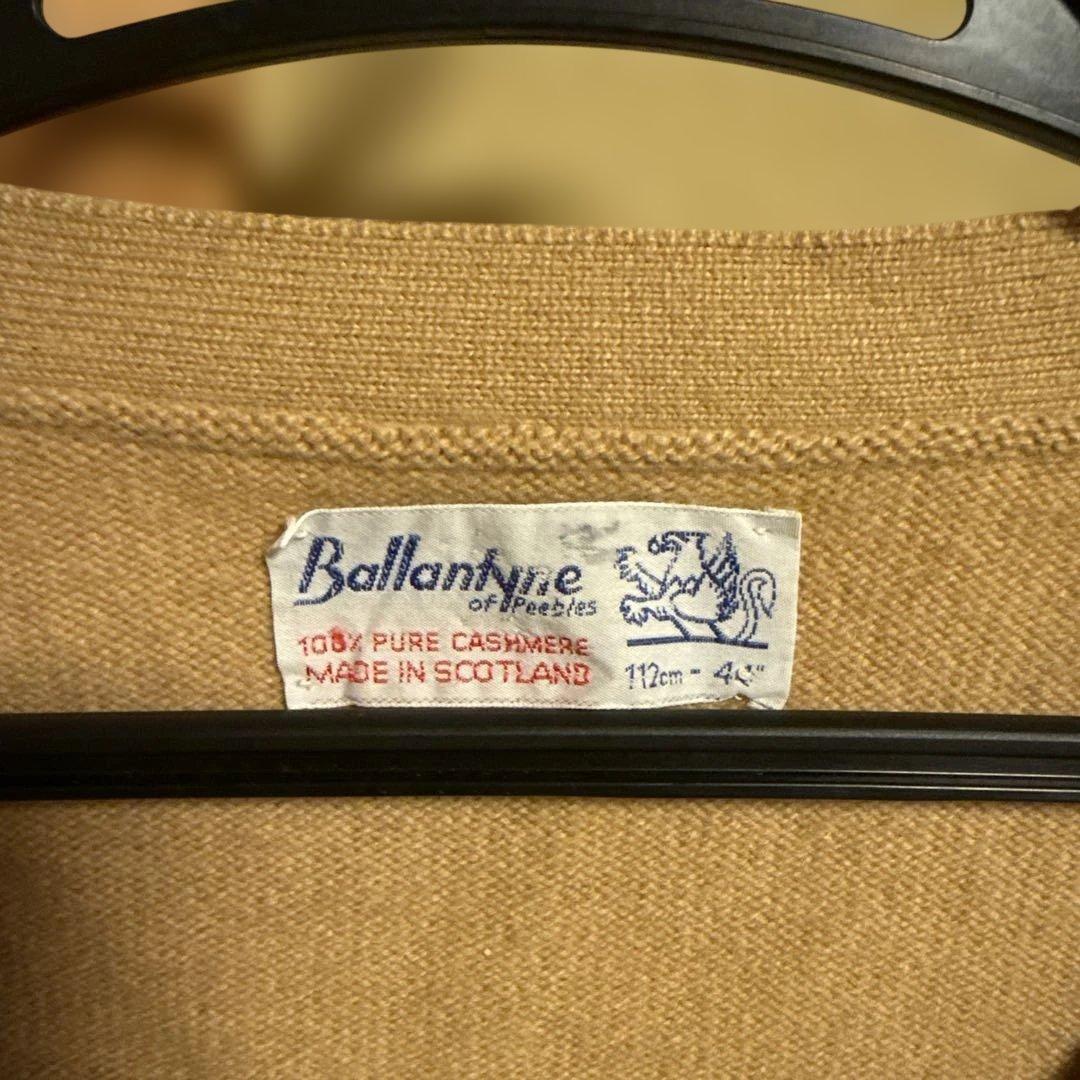 Ballantyne
of Peebles
100% PURE CASHMERE
MADE IN SCOTLAND
112cm - 44"